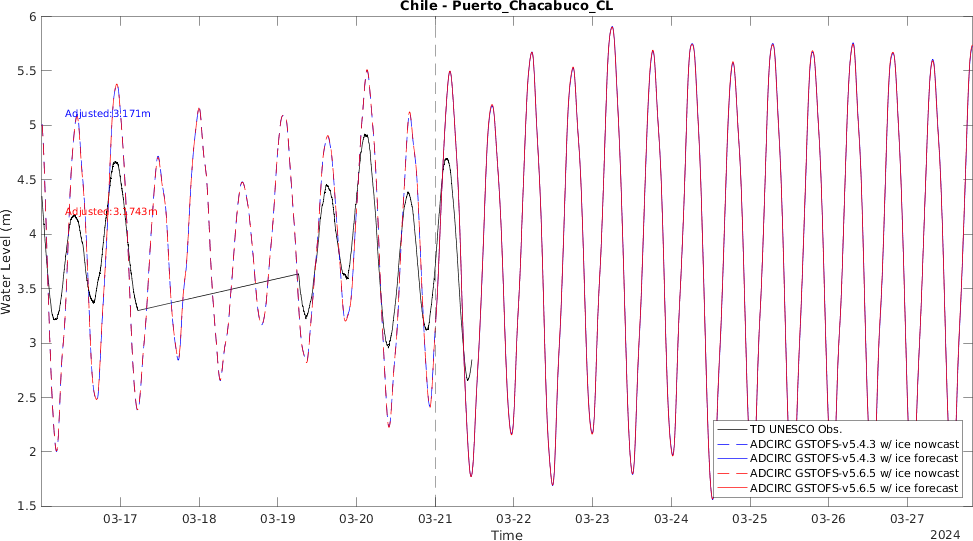 Chile - Puerto_Chacabuco_CL
6
5.5
5
4.5
4
3.5
3
2.5
2
1.5
Water Level (m)
Adjusted:3.171m
Adjusted:3.1743m
TD UNESCO Obs.
ADCIRC GSTOFS-v5.4.3 w/ ice nowcast
ADCIRC GSTOFS-v5.4.3 w/ ice forecast
ADCIRC GSTOFS-v5.6.5 w/ ice nowcast
ADCIRC GSTOFS-v5.6.5 w/ ice forecast
03-17 03-18 03-19 03-20 03-21 03-22 03-23 03-24 03-25 03-26 03-27
Time
2024